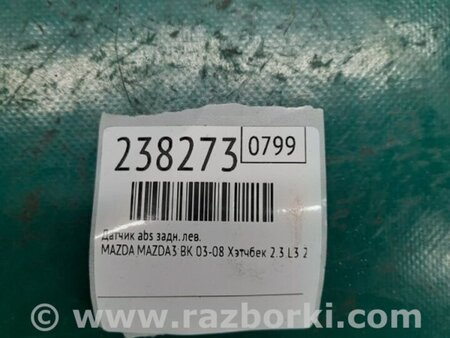 238273 0799
Датчик abs задн.лев.
MAZDA MAZDA3 BK 03-08 Хэтчбек 2.3 L3 2
www.razborki.com